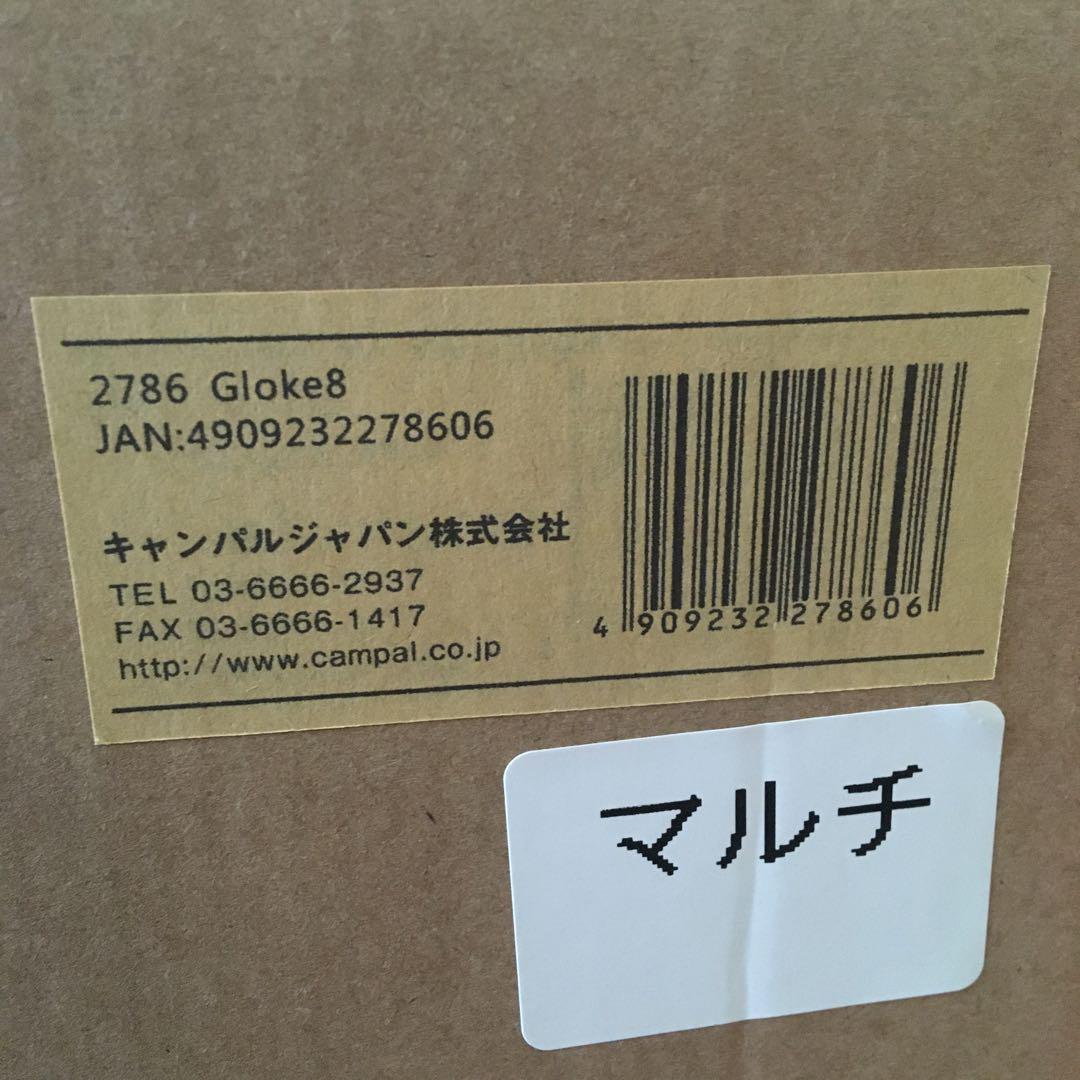 2786 Gloke8
JAN:4909232278606
キャンパルジャパン株式会社
TEL 03-6666-2937
FAX 03-6666-1417
http://www.campal.co.jp
4 909232 278606
マルチ